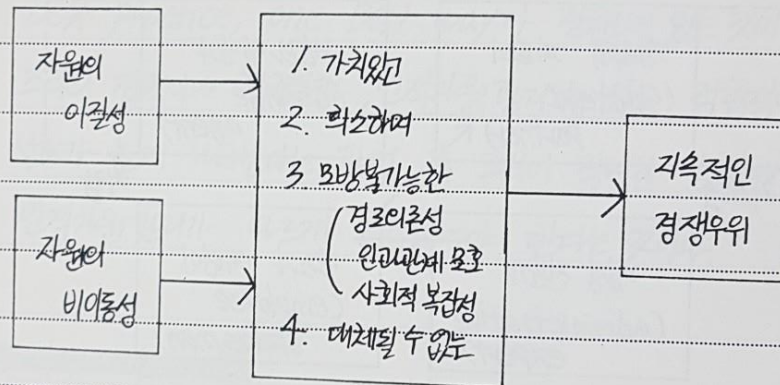 자원의
이질성
자원의
비이동성
1. 가치있고
2. 희소하며
3 모방불가능한
경로의존성
인과관계 모호
사회적 복잡성
4. 대체될 수 없는
지속적인
경쟁우위